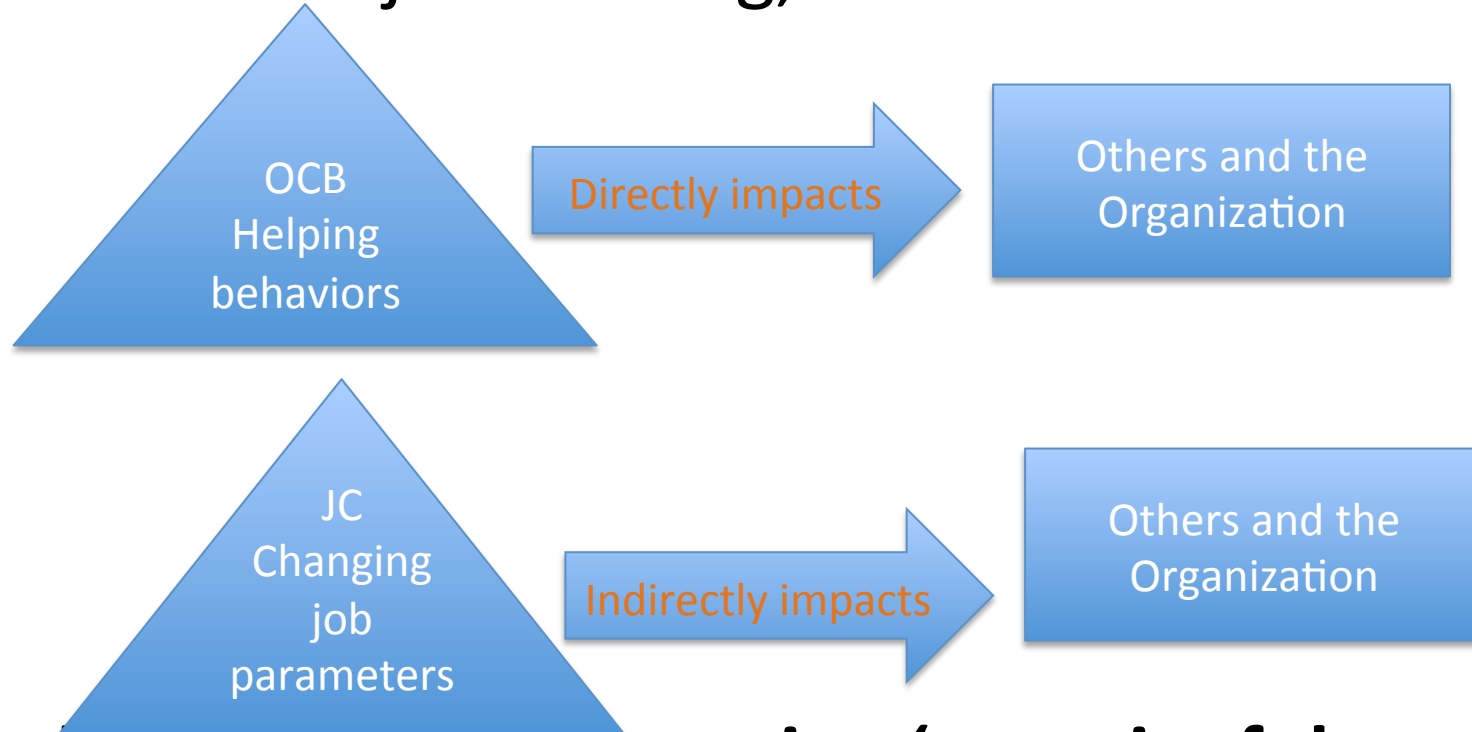 OCB
Helping
behaviors
Directly impacts
Others and the
Organization
JC
Changing
job
parameters
Indirectly impacts
Others and the
Organization